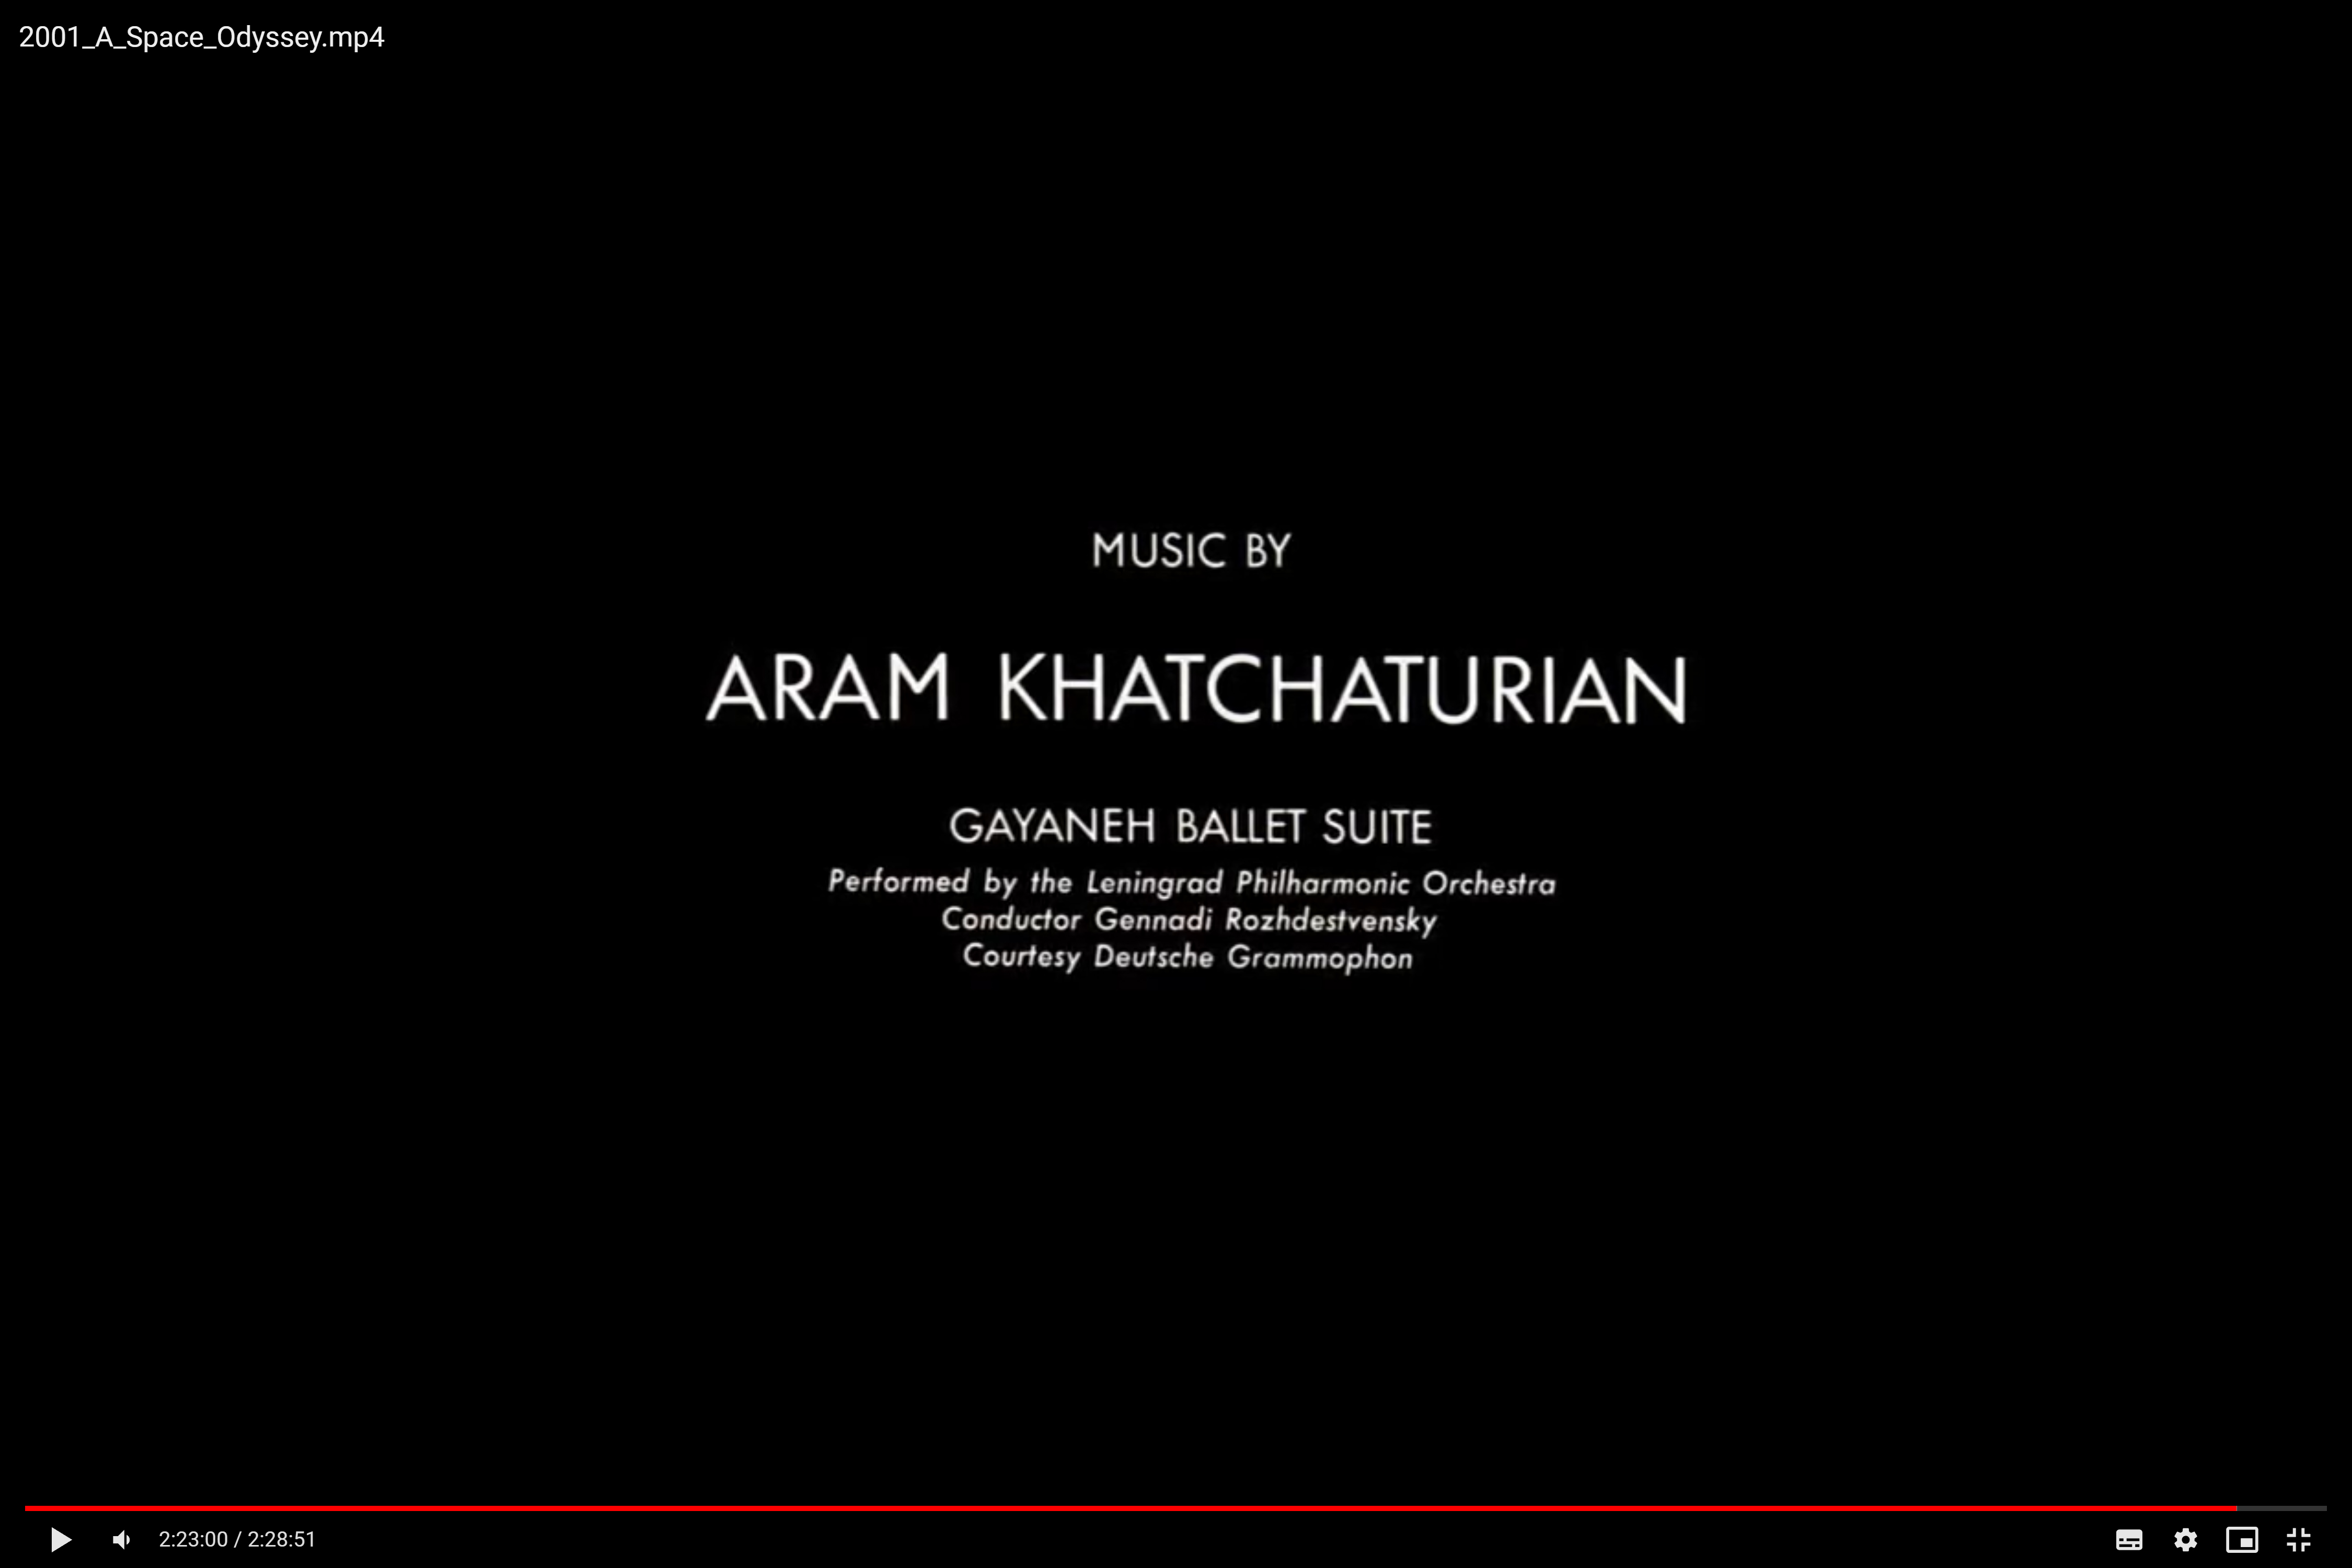 2001_A_Space_Odyssey.mp4
MUSIC BY
ARAM KHATCHATURIAN
GAYANEH BALLET SUITE
Performed by the Leningrad Philharmonic Orchestra
Conductor Gennadi Rozhdestvensky
Courtesy Deutsche Grammophon
2:23:00 / 2:28:51